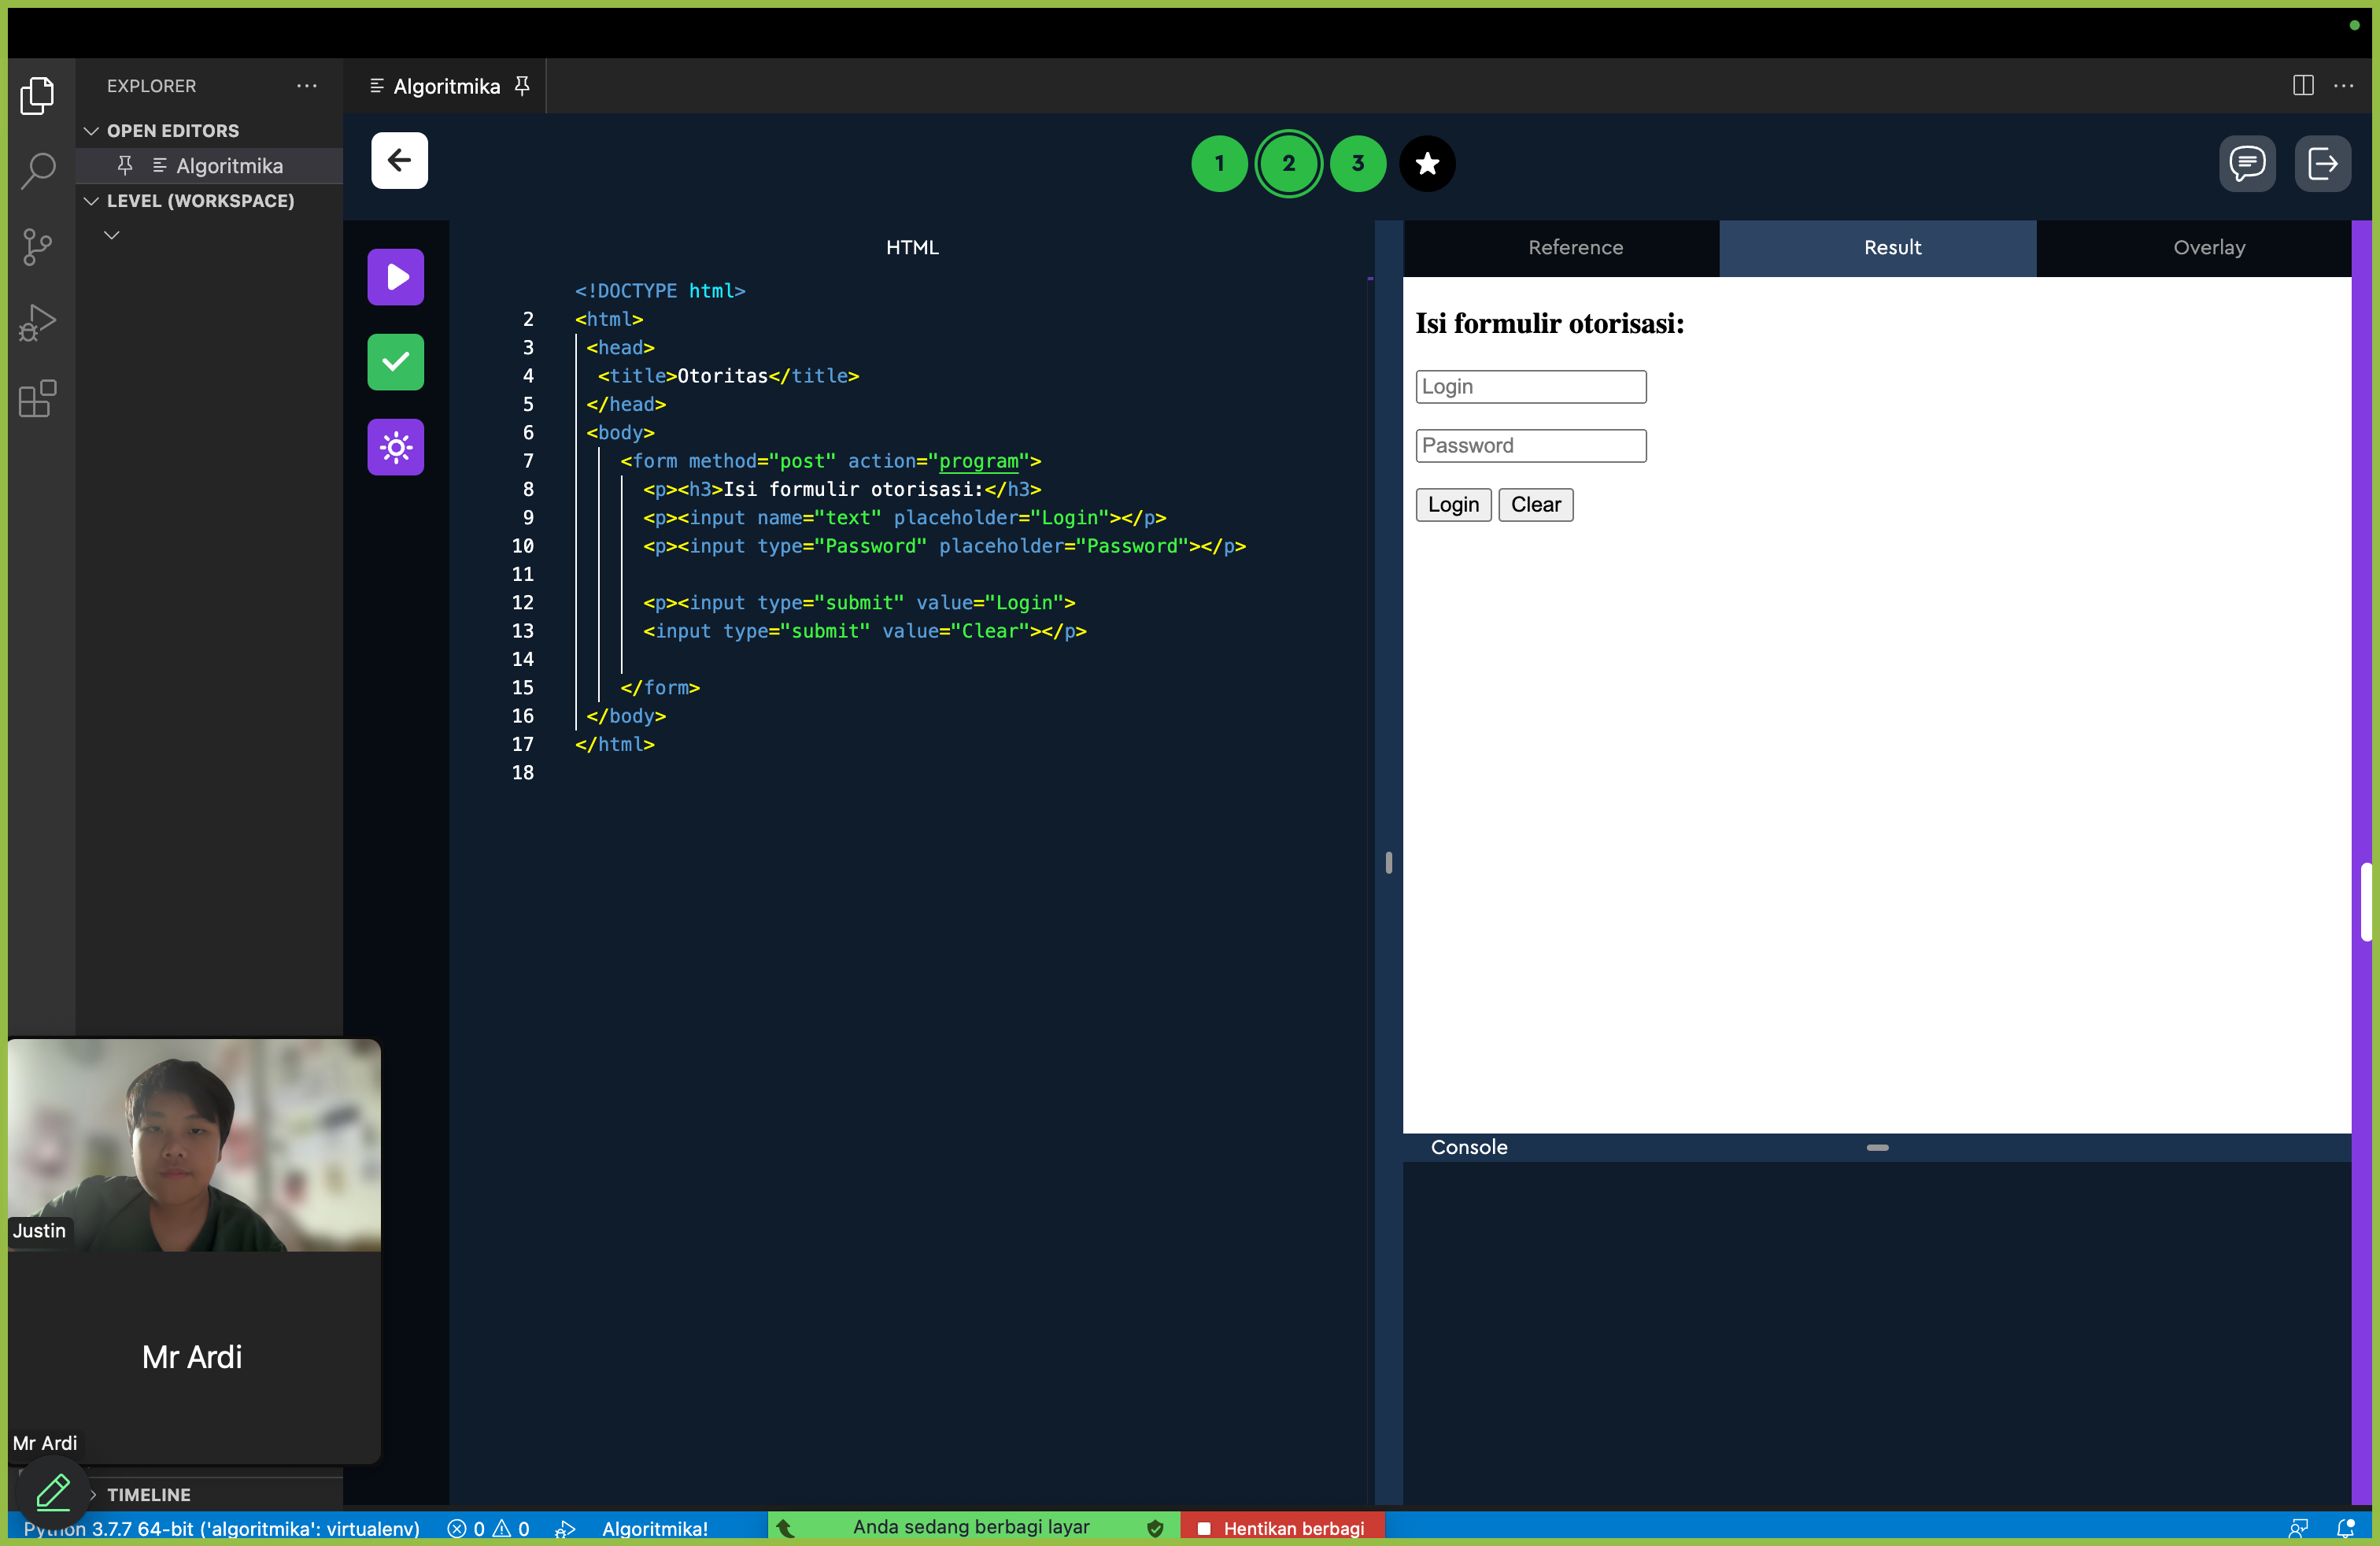 EXPLORER
OPEN EDITORS
Algoritmika
LEVEL (WORKSPACE)
Algoritmika
1 2 3
HTML
<!DOCTYPE html>
2 <html>
3 <head>
4 <title>Otoritas</title>
5 </head>
6 <body>
7 <form method="post" action="program">
8 <p><h3>Isi formulir otorisasi:</h3>
9 <p><input name="text" placeholder="Login"></p>
10 <p><input type="Password" placeholder="Password"></p>
11
12 <p><input type="submit" value="Login">
13 <input type="submit" value="Clear"></p>
14
15 </form>
16 </body>
17 </html>
18
Reference Result Overlay
Isi formulir otorisasi:
Login
Password
Login Clear
Console
Justin
Mr Ardi
Mr Ardi
TIMELINE
Python 3.7.7 64-bit ('algoritmika': virtualenv) 0 0 Algoritmika! Anda sedang berbagi layar Hentikan berbagi